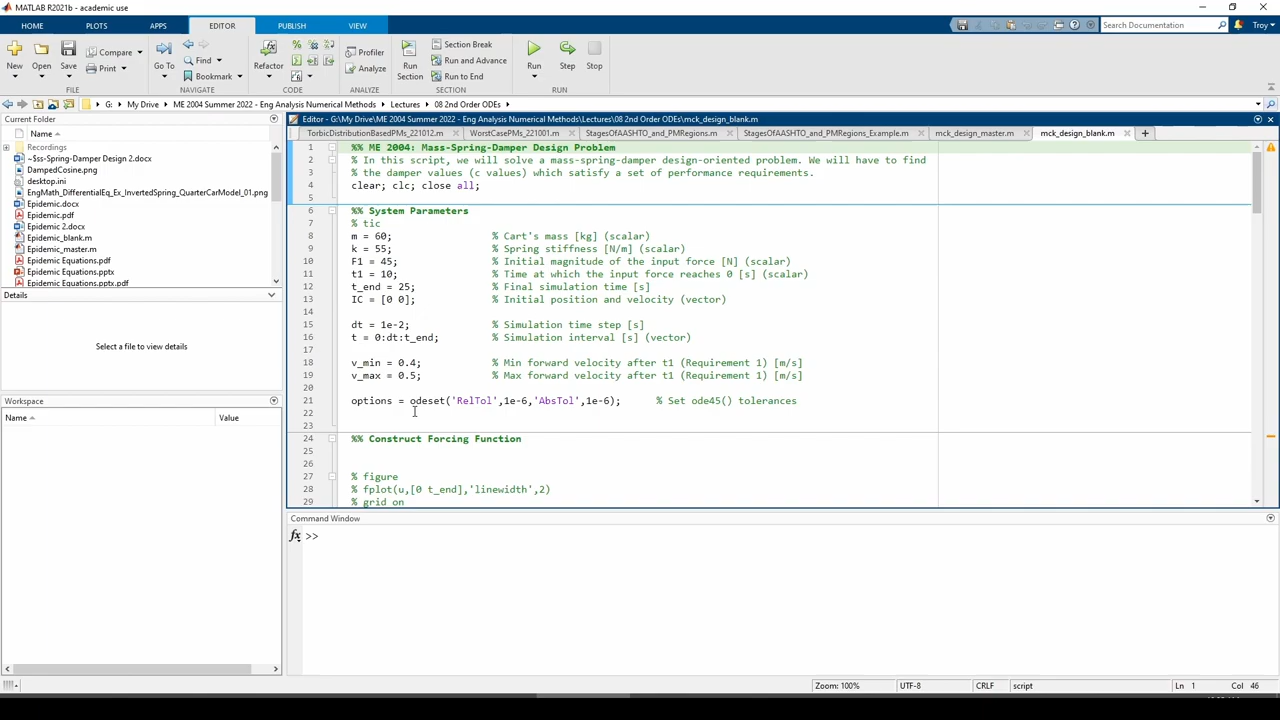 MATLAB R2021b - academic use
HOME PLOTS APPS EDITOR PUBLISH VIEW
Search Documentation
Troy
New Open Save Compare Print
Go To Find Bookmark
Refactor
Profiler Analyze
Run Section
Section Break
Run and Advance
Run to End
Run Step Stop
FILE NAVIGATE CODE ANALYZE SECTION RUN
G: ▸ My Drive ▸ ME 2004 Summer 2022 - Eng Analysis Numerical Methods ▸ Lectures ▸ 08 2nd Order ODEs ▸
Current Folder
Name
Recordings
~$ss-Spring-Damper Design 2.docx
DampedCosine.png
desktop.ini
EngMath_DifferentialEq_Ex_InvertedSpring_QuarterCarModel_01.png
Epidemic.docx
Epidemic.pdf
Epidemic 2.docx
Epidemic_blank.m
Epidemic_master.m
Epidemic Equations.pdf
Epidemic Equations.pptx
Epidemic Equations.pptx.pdf
Details
Select a file to view details
Workspace
Name Value
Editor - G:\My Drive\ME 2004 Summer 2022 - Eng Analysis Numerical Methods\Lectures\08 2nd Order ODEs\mck_design_blank.m
TorbicDistributionBasedPMs_221012.m WorstCasePMs_221001.m StagesOfAASHTO_and_PMRegions.m StagesOfAASHTO_and_PMRegions_Example.m mck_design_master.m mck_design_blank.m
1 %% ME 2004: Mass-Spring-Damper Design Problem
2 % In this script, we will solve a mass-spring-damper design-oriented problem. We will have to find
3 % the damper values (c values) which satisfy a set of performance requirements.
4 clear; clc; close all;
5
6 %% System Parameters
7 % tic
8 m = 60; % Cart's mass [kg] (scalar)
9 k = 55; % Spring stiffness [N/m] (scalar)
10 F1 = 45; % Initial magnitude of the input force [N] (scalar)
11 t1 = 10; % Time at which the input force reaches 0 [s] (scalar)
12 t_end = 25; % Final simulation time [s]
13 IC = [0 0]; % Initial position and velocity (vector)
14
15 dt = 1e-2; % Simulation time step [s]
16 t = 0:dt:t_end; % Simulation interval [s] (vector)
17
18 v_min = 0.4; % Min forward velocity after t1 (Requirement 1) [m/s]
19 v_max = 0.5; % Max forward velocity after t1 (Requirement 1) [m/s]
20
21 options = odeset('RelTol',1e-6,'AbsTol',1e-6); % Set ode45() tolerances
22
23
24 %% Construct Forcing Function
25
26
27 % figure
28 % fplot(u,[0 t_end],'linewidth',2)
29 % grid on
Command Window
fx >>
Zoom: 100% UTF-8 CRLF script Ln 1 Col 46